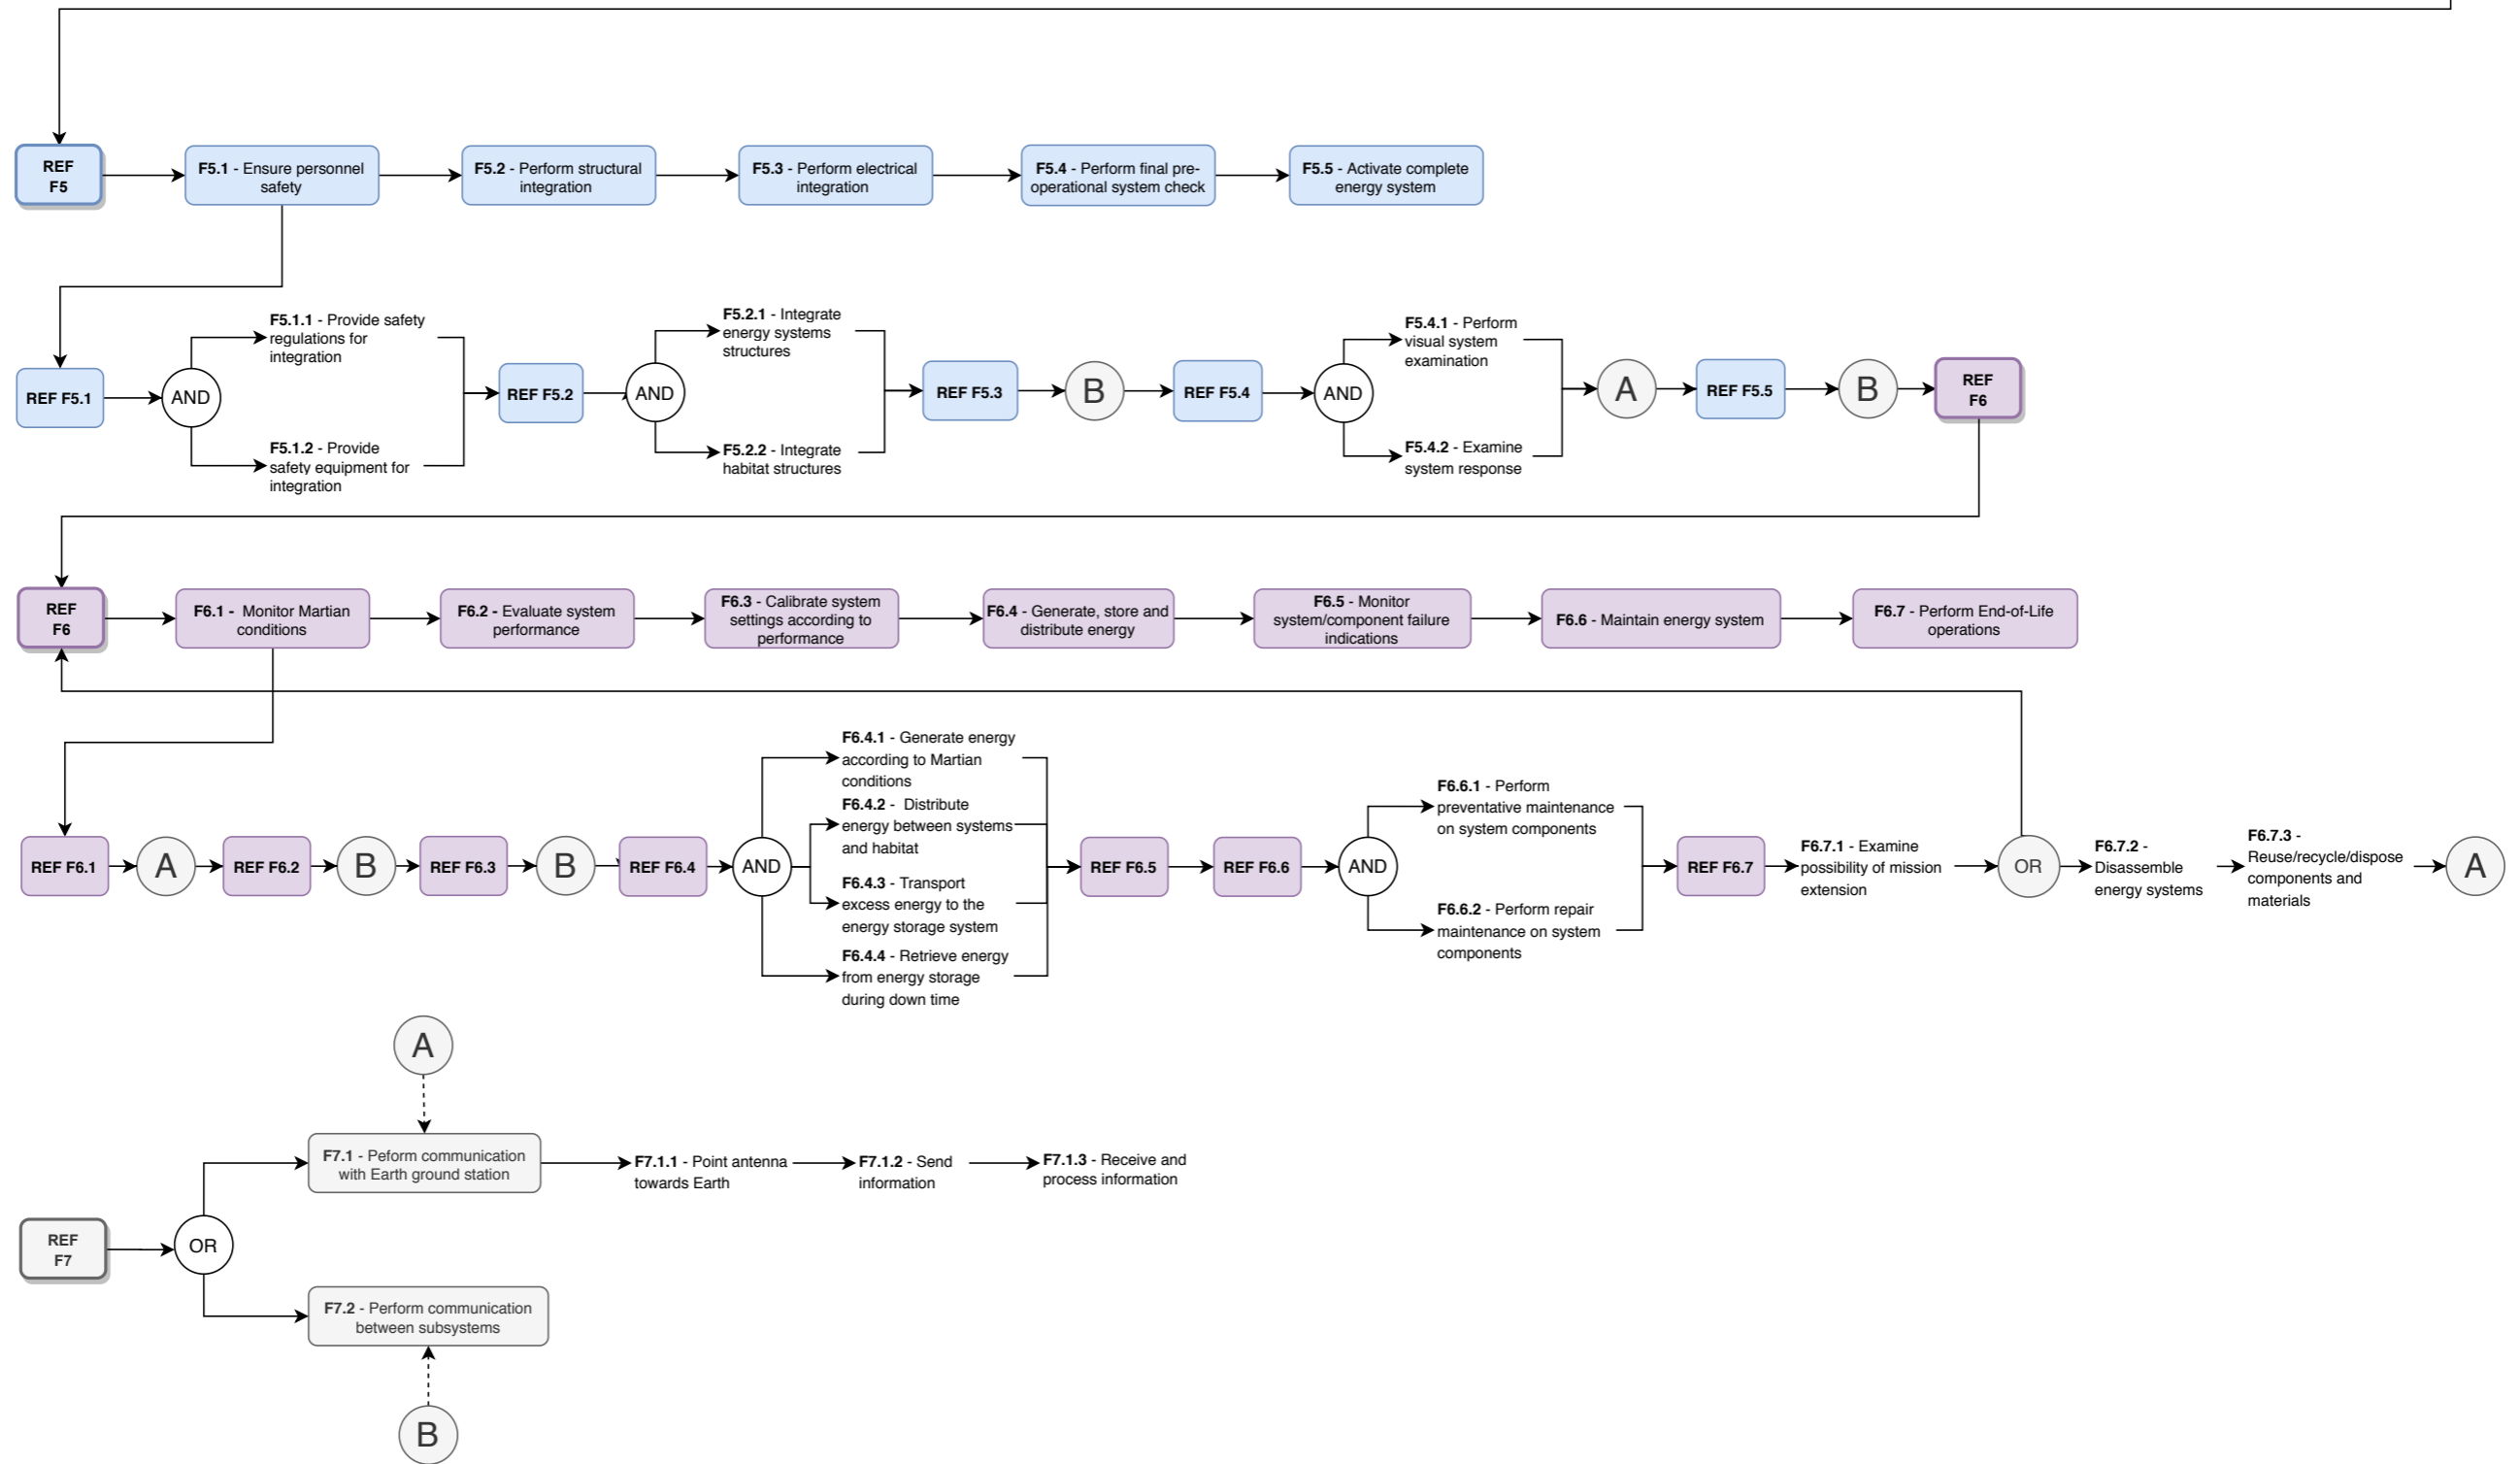 REF
F5
F5.1 - Ensure personnel
safety
F5.2 - Perform structural
integration
F5.3 - Perform electrical
integration
F5.4 - Perform final pre-
operational system check
F5.5 - Activate complete
energy system
REF F5.1
AND
F5.1.1 - Provide safety
regulations for
integration
F5.1.2 - Provide
safety equipment for
integration
REF F5.2
AND
F5.2.1 - Integrate
energy systems
structures
F5.2.2 - Integrate
habitat structures
REF F5.3
B
REF F5.4
AND
F5.4.1 - Perform
visual system
examination
F5.4.2 - Examine
system response
A
REF F5.5
B
REF
F6
REF
F6
F6.1 - Monitor Martian
conditions
F6.2 - Evaluate system
performance
F6.3 - Calibrate system
settings according to
performance
F6.4 - Generate, store and
distribute energy
F6.5 - Monitor
system/component failure
indications
F6.6 - Maintain energy system
F6.7 - Perform End-of-Life
operations
REF F6.1
A
REF F6.2
B
REF F6.3
B
REF F6.4
AND
F6.4.1 - Generate energy
according to Martian
conditions
F6.4.2 - Distribute
energy between systems
and habitat
F6.4.3 - Transport
excess energy to the
energy storage system
F6.4.4 - Retrieve energy
from energy storage
during down time
REF F6.5
REF F6.6
AND
F6.6.1 - Perform
preventative maintenance
on system components
F6.6.2 - Perform repair
maintenance on system
components
REF F6.7
F6.7.1 - Examine
possibility of mission
extension
OR
F6.7.2 -
Disassemble
energy systems
F6.7.3 -
Reuse/recycle/dispose
components and
materials
A
A
F7.1 - Peform communication
with Earth ground station
F7.1.1 - Point antenna
towards Earth
F7.1.2 - Send
information
F7.1.3 - Receive and
process information
REF
F7
OR
F7.2 - Perform communication
between subsystems
B